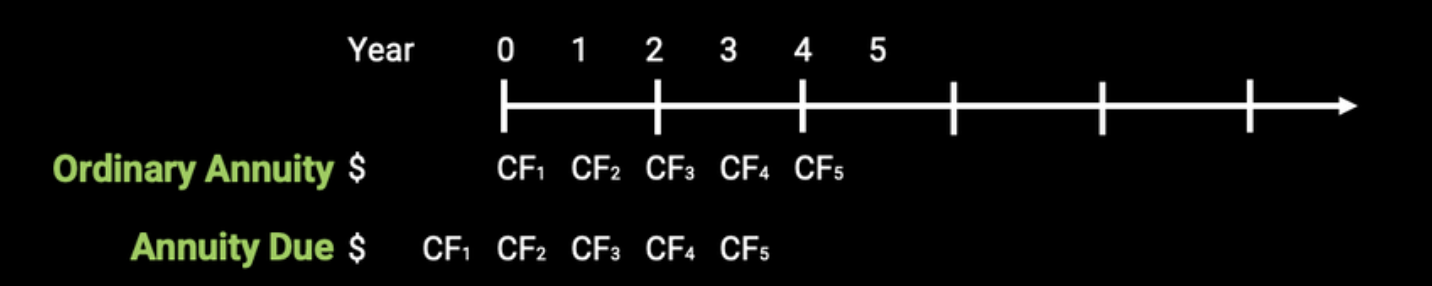 Year 0 1 2 3 4 5
Ordinary Annuity $ CF₁ CF₂ CF₃ CF₄ CF₅
Annuity Due $ CF₁ CF₂ CF₃ CF₄ CF₅